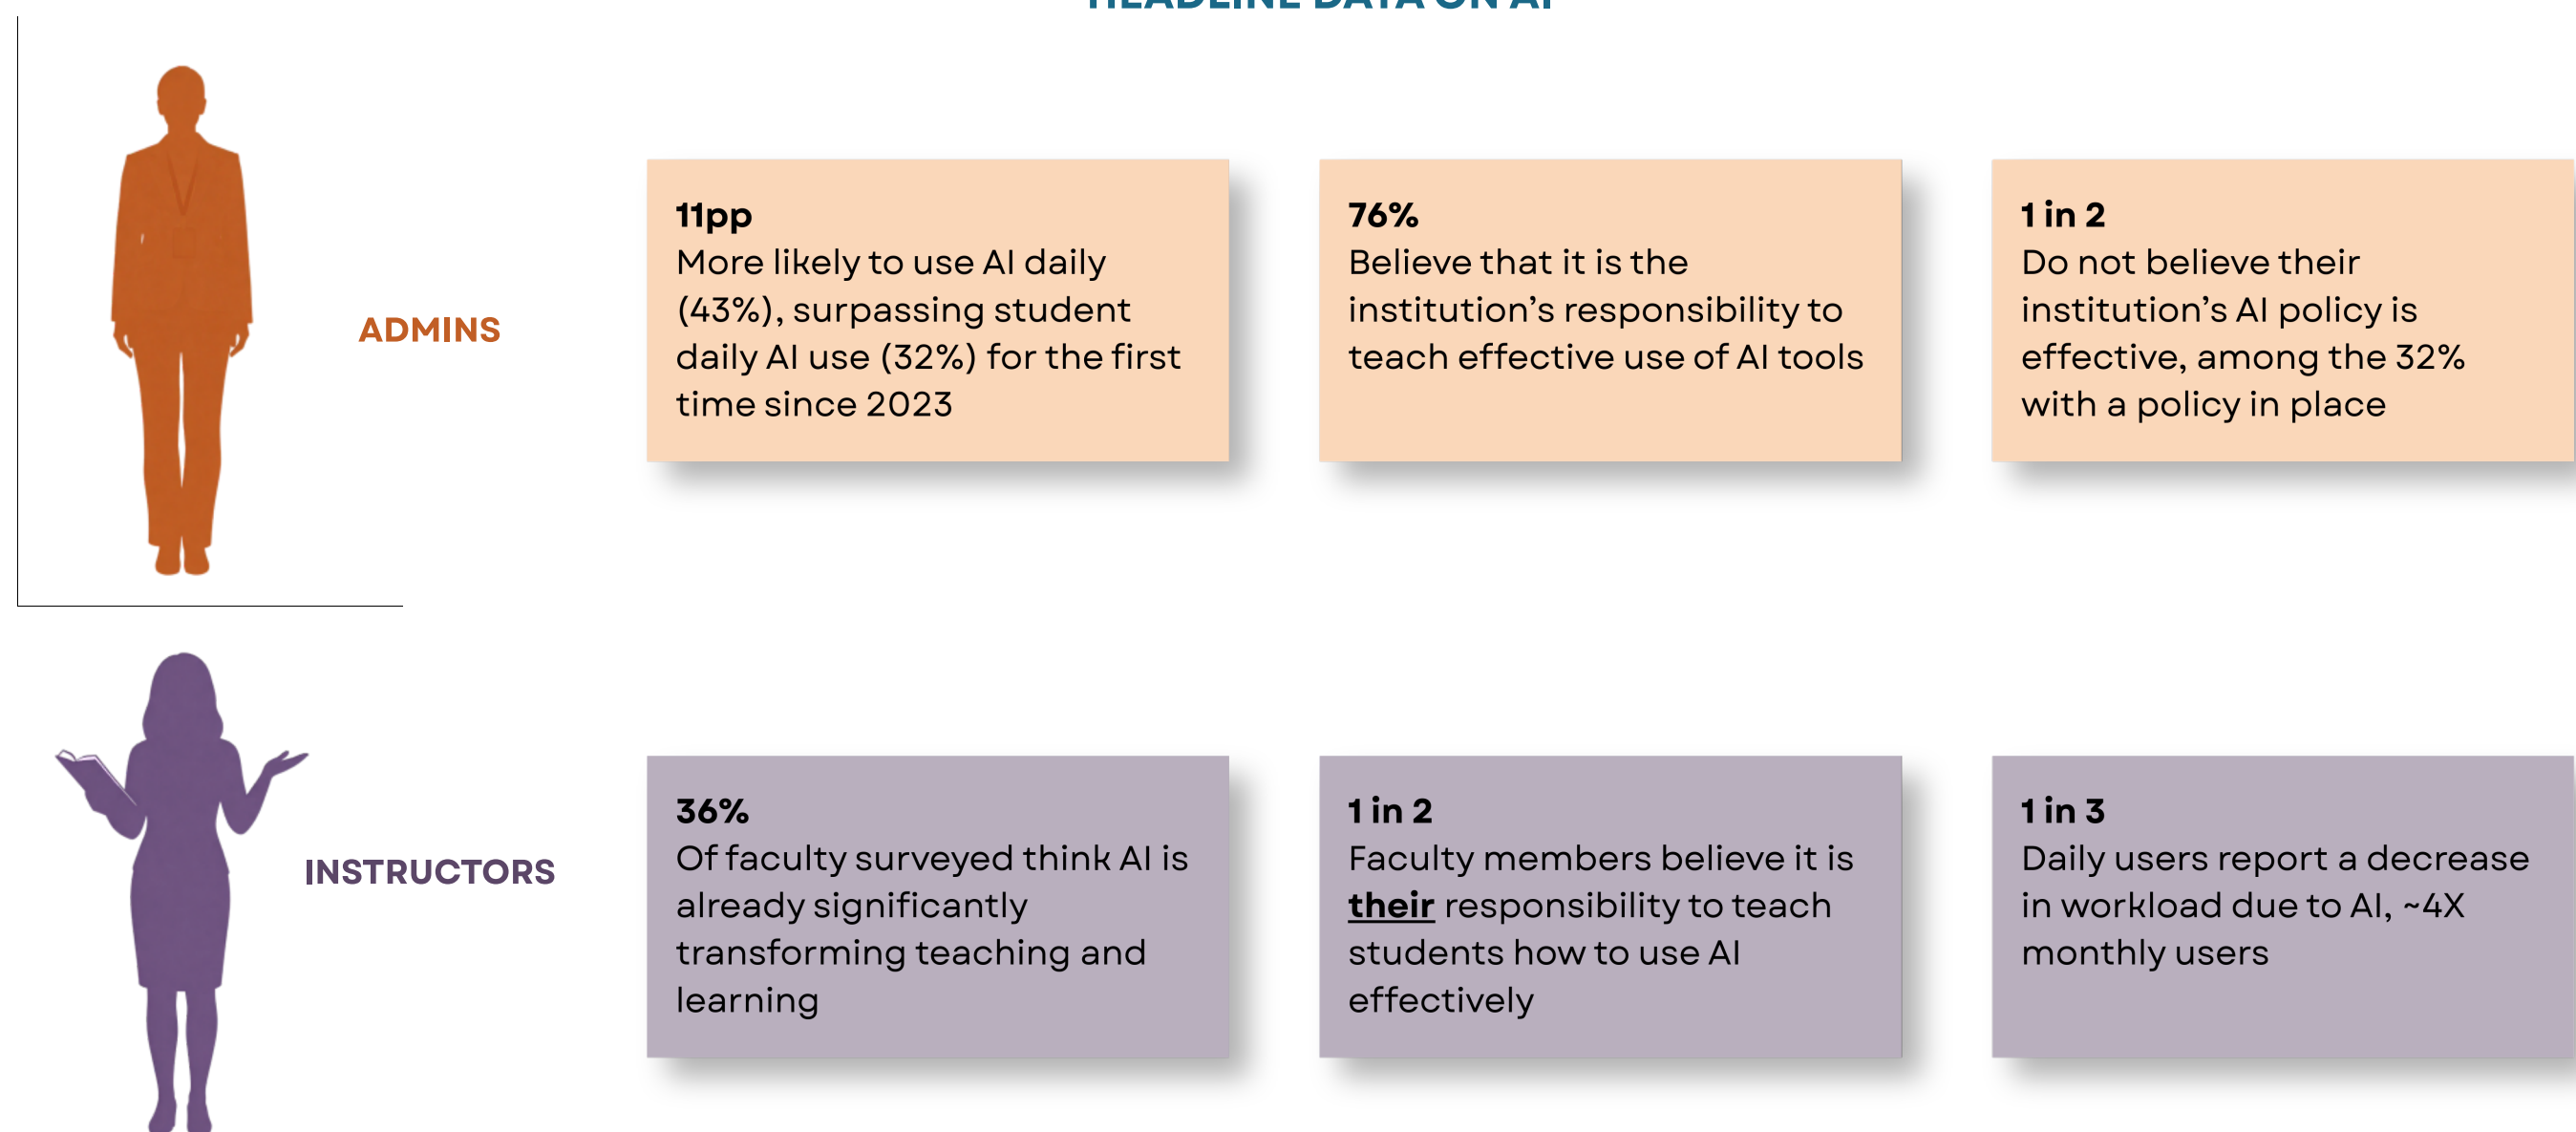 HEADLINE DATA ON AI
ADMINS
11pp
More likely to use AI daily
(43%), surpassing student
daily AI use (32%) for the first
time since 2023
76%
Believe that it is the
institution’s responsibility to
teach effective use of AI tools
1 in 2
Do not believe their
institution’s AI policy is
effective, among the 32%
with a policy in place
INSTRUCTORS
36%
Of faculty surveyed think AI is
already significantly
transforming teaching and
learning
1 in 2
Faculty members believe it is
their responsibility to teach
students how to use AI
effectively
1 in 3
Daily users report a decrease
in workload due to AI, ~4X
monthly users